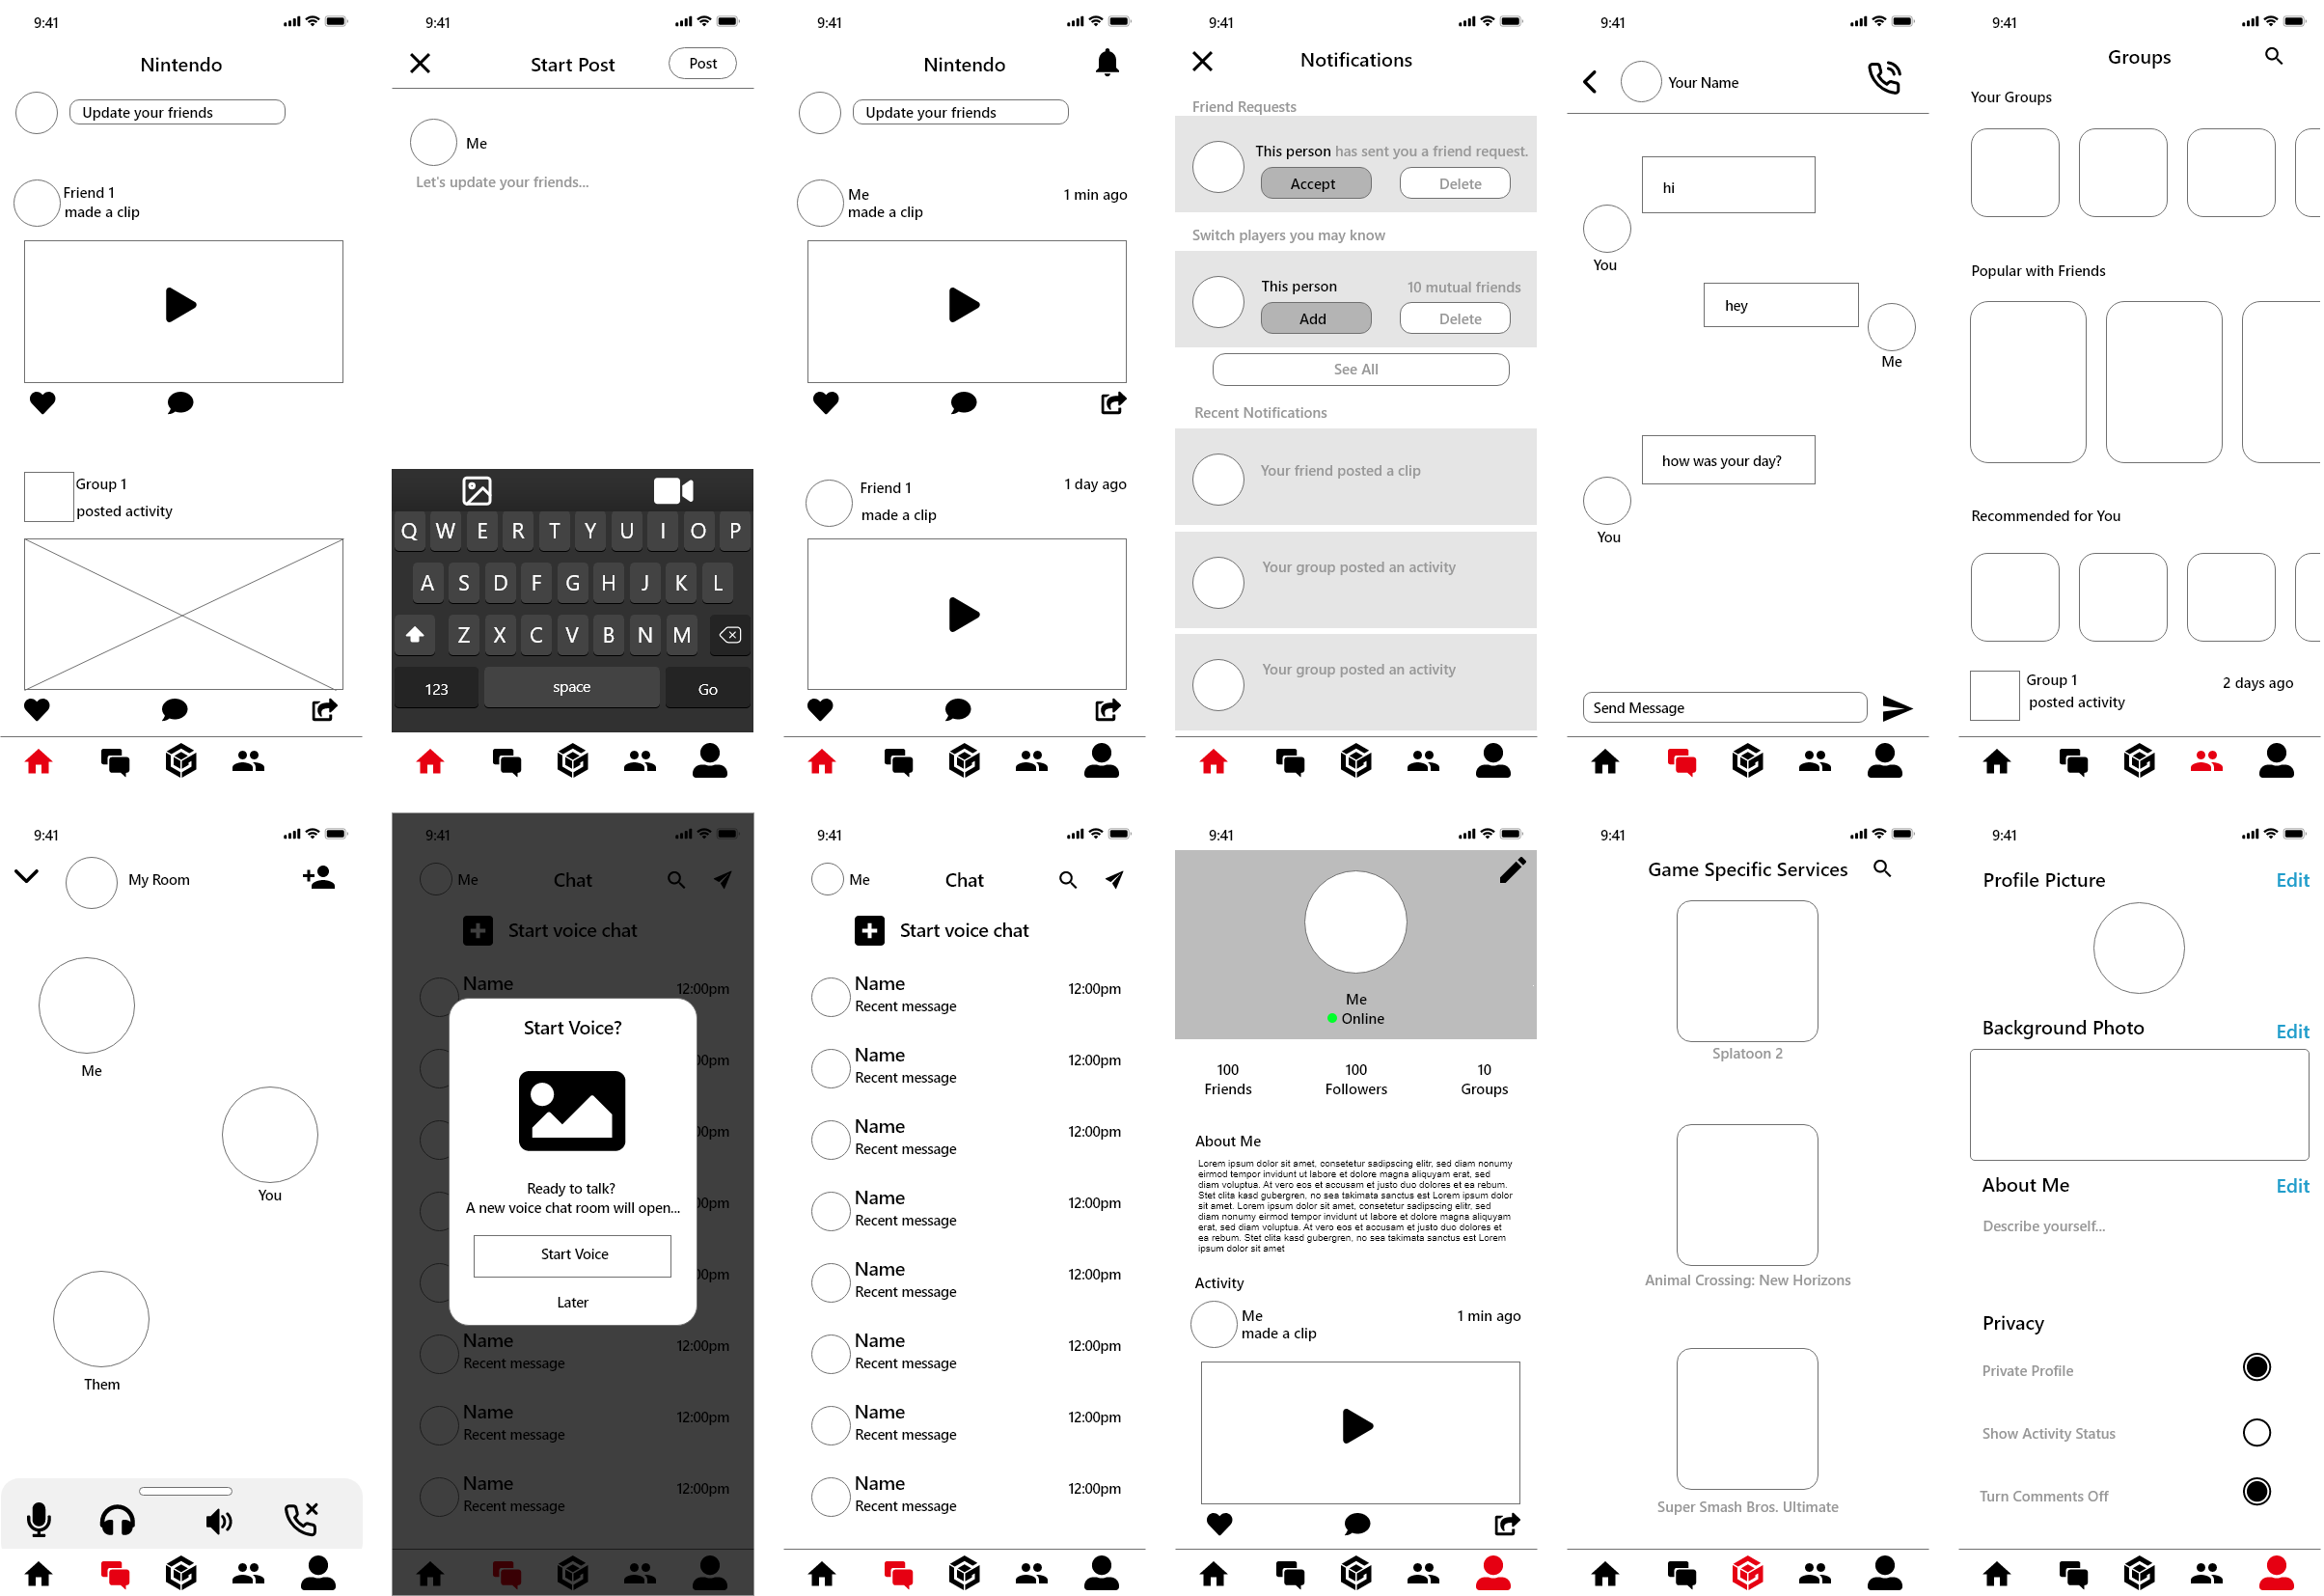 9:41
Nintendo
Update your friends
Friend 1
made a clip
Group 1
posted activity
9:41
Start Post
Post
Me
Let's update your friends...
Q W E R T Y U I O P
A S D F G H J K L
Z X C V B N M
123 space Go
9:41
Nintendo
Update your friends
Me
1 min ago
made a clip
Friend 1
1 day ago
made a clip
9:41
Notifications
Friend Requests
This person has sent you a friend request.
Accept Delete
Switch players you may know
This person 10 mutual friends
Add Delete
See All
Recent Notifications
Your friend posted a clip
Your group posted an activity
Your group posted an activity
9:41
Your Name
hi
You
hey
Me
how was your day?
You
Send Message
9:41
Groups
Your Groups
Popular with Friends
Recommended for You
Group 1
2 days ago
posted activity
9:41
My Room
Me
You
Them
9:41
Me Chat
Start voice chat
Name
12:00pm
Start Voice?
Ready to talk?
A new voice chat room will open...
Start Voice
Later
00pm
00pm
00pm
00pm
Name
12:00pm
Recent message
Name
12:00pm
Recent message
Name
12:00pm
Recent message
9:41
Me Chat
Start voice chat
Name
12:00pm
Recent message
Name
12:00pm
Recent message
Name
12:00pm
Recent message
Name
12:00pm
Recent message
Name
12:00pm
Recent message
Name
12:00pm
Recent message
Name
12:00pm
Recent message
Name
12:00pm
Recent message
9:41
Me
Online
100 100 10
Friends Followers Groups
About Me
Lorem ipsum dolor sit amet, consetetur sadipscing elitr, sed diam nonumy
eirmod tempor invidunt ut labore et dolore magna aliquyam erat, sed
diam voluptua. At vero eos et accusam et justo duo dolores et ea rebum.
Stet clita kasd gubergren, no sea takimata sanctus est Lorem ipsum dolor
sit amet. Lorem ipsum dolor sit amet, consetetur sadipscing elitr, sed
diam nonumy eirmod tempor invidunt ut labore et dolore magna aliquyam
erat, sed diam voluptua. At vero eos et accusam et justo duo dolores et
ea rebum. Stet clita kasd gubergren, no sea takimata sanctus est Lorem
ipsum dolor sit amet
Activity
Me
1 min ago
made a clip
9:41
Game Specific Services
Splatoon 2
Animal Crossing: New Horizons
Super Smash Bros. Ultimate
9:41
Profile Picture Edit
Background Photo Edit
About Me Edit
Describe yourself...
Privacy
Private Profile
Show Activity Status
Turn Comments Off